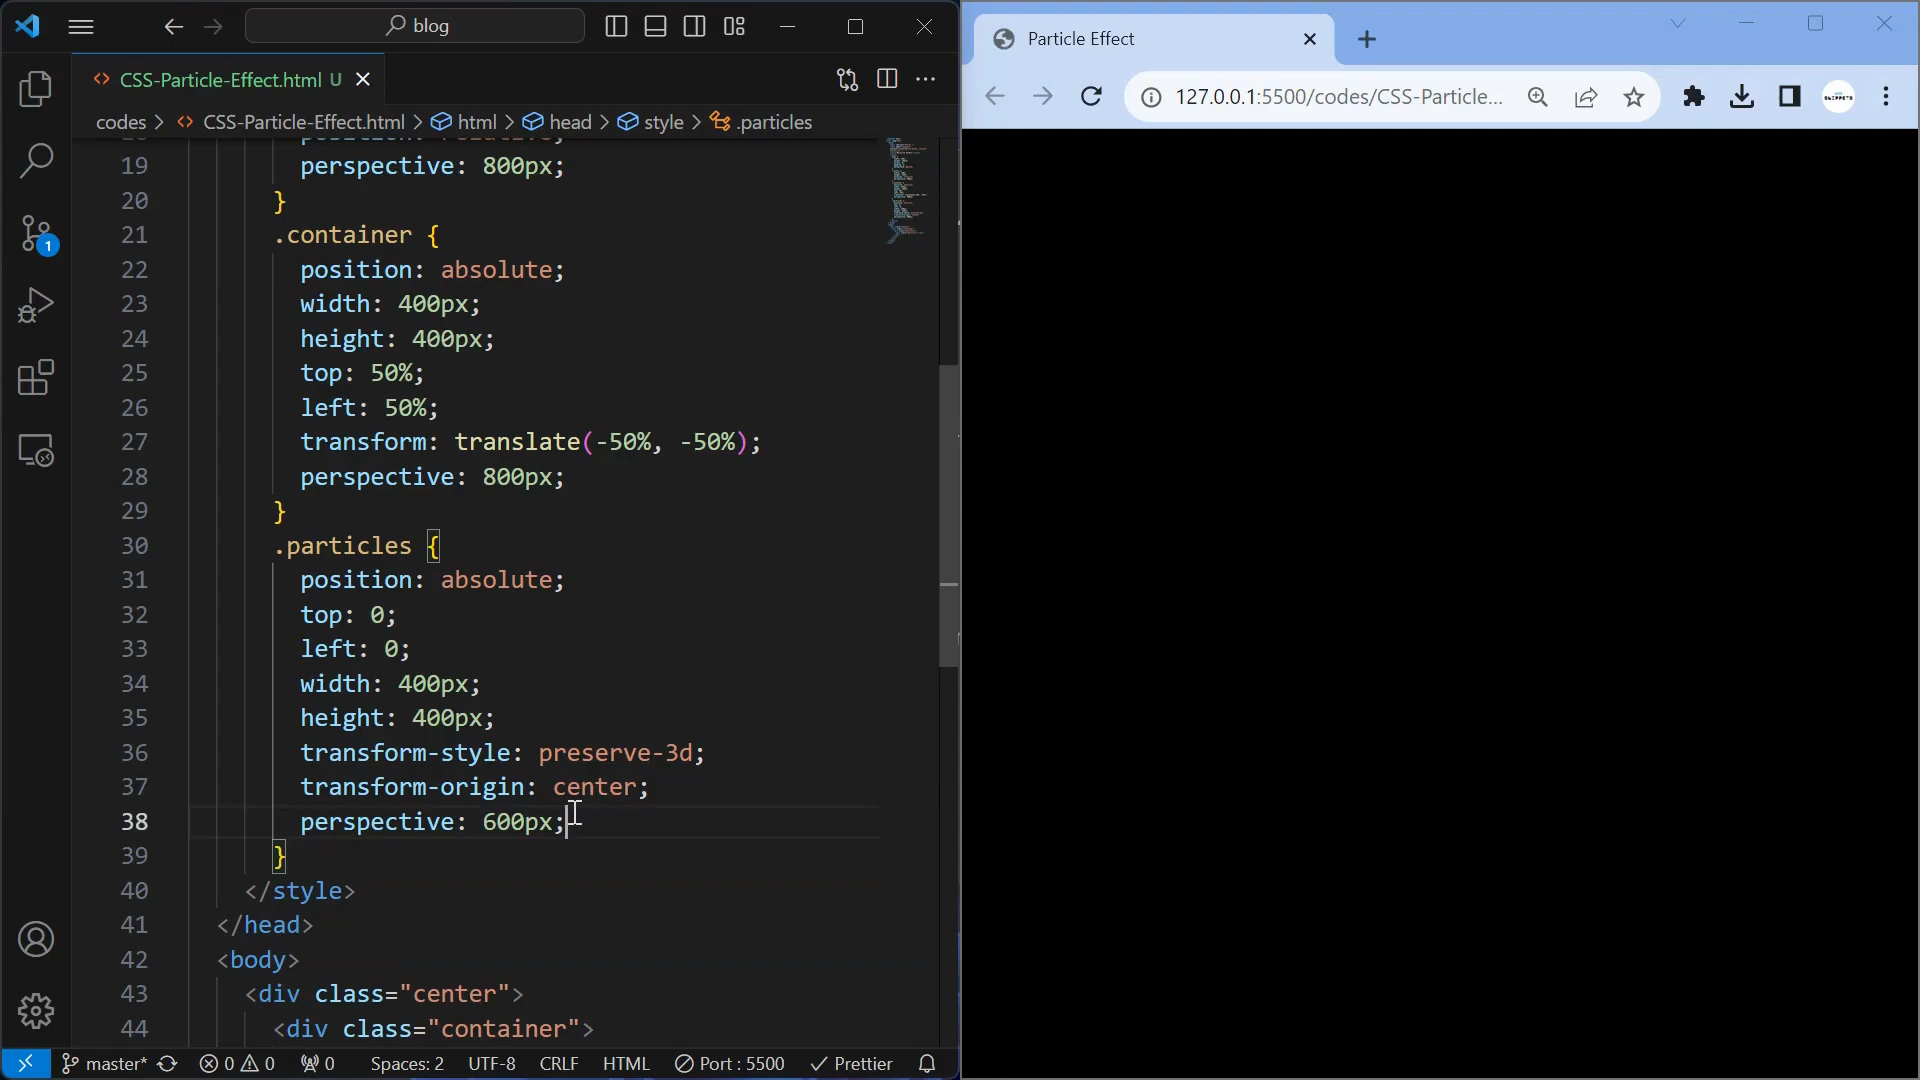 blog
CSS-Particle-Effect.html U
codes > CSS-Particle-Effect.html > html > head > style > .particles
19 perspective: 800px;
20 }
21 .container {
22 position: absolute;
23 width: 400px;
24 height: 400px;
25 top: 50%;
26 left: 50%;
27 transform: translate(-50%, -50%);
28 perspective: 800px;
29 }
30 .particles {
31 position: absolute;
32 top: 0;
33 left: 0;
34 width: 400px;
35 height: 400px;
36 transform-style: preserve-3d;
37 transform-origin: center;
38 perspective: 600px;
39 }
40 </style>
41 </head>
42 <body>
43 <div class="center">
44 <div class="container">
1
master* 0 0 0 Spaces: 2 UTF-8 CRLF HTML Port : 5500 Prettier
Particle Effect
127.0.0.1:5500/codes/CSS-Particle...